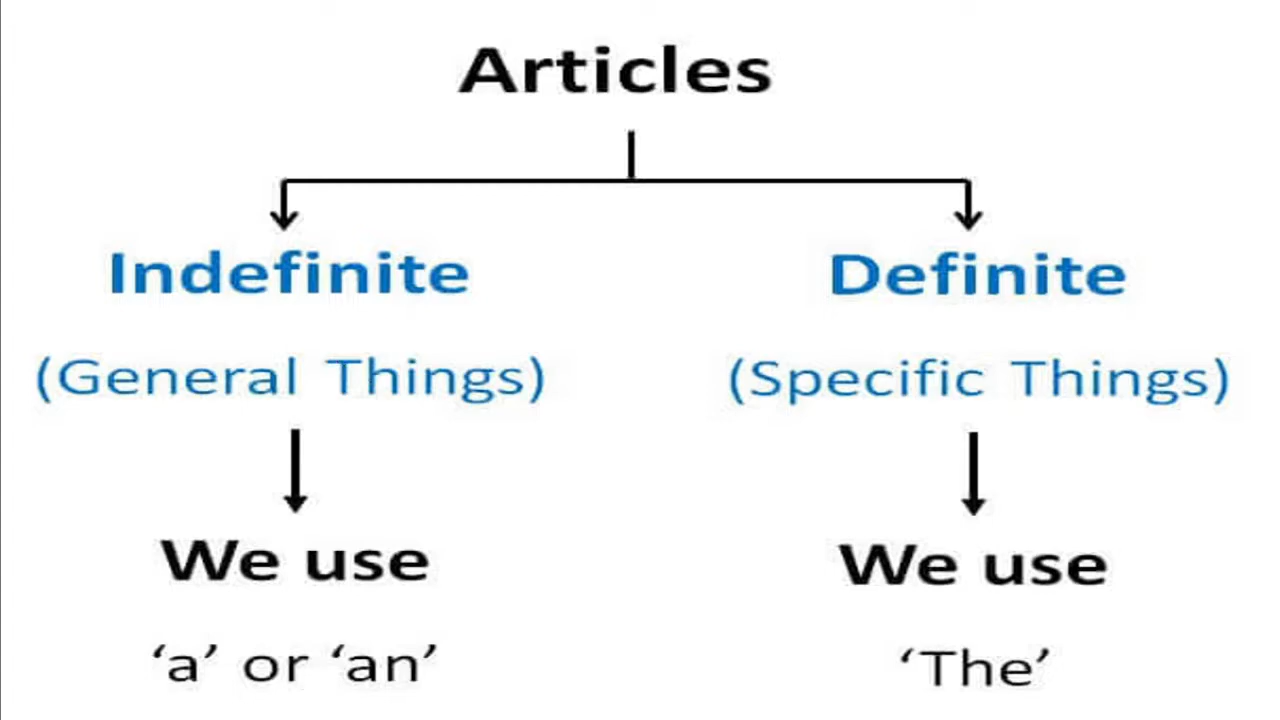 Articles
Indefinite
(General Things)
We use
‘a’ or ‘an’
Definite
(Specific Things)
We use
‘The’